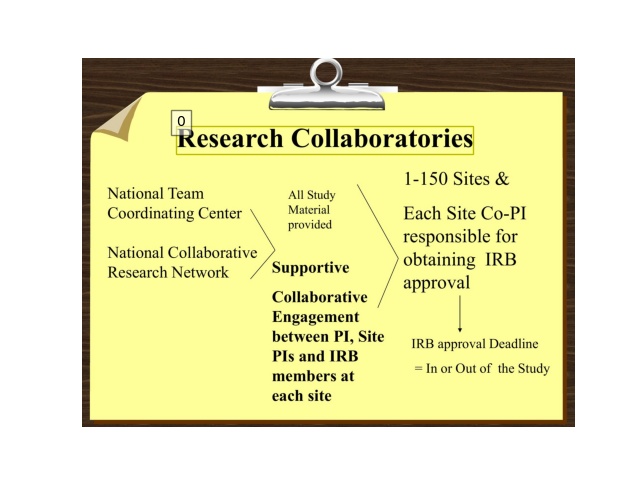 0
Research Collaboratories
National Team
Coordinating Center
National Collaborative
Research Network
All Study
Material
provided
Supportive
Collaborative
Engagement
between PI, Site
PIs and IRB
members at
each site
1-150 Sites &
Each Site Co-PI
responsible for
obtaining IRB
approval
IRB approval Deadline
= In or Out of the Study